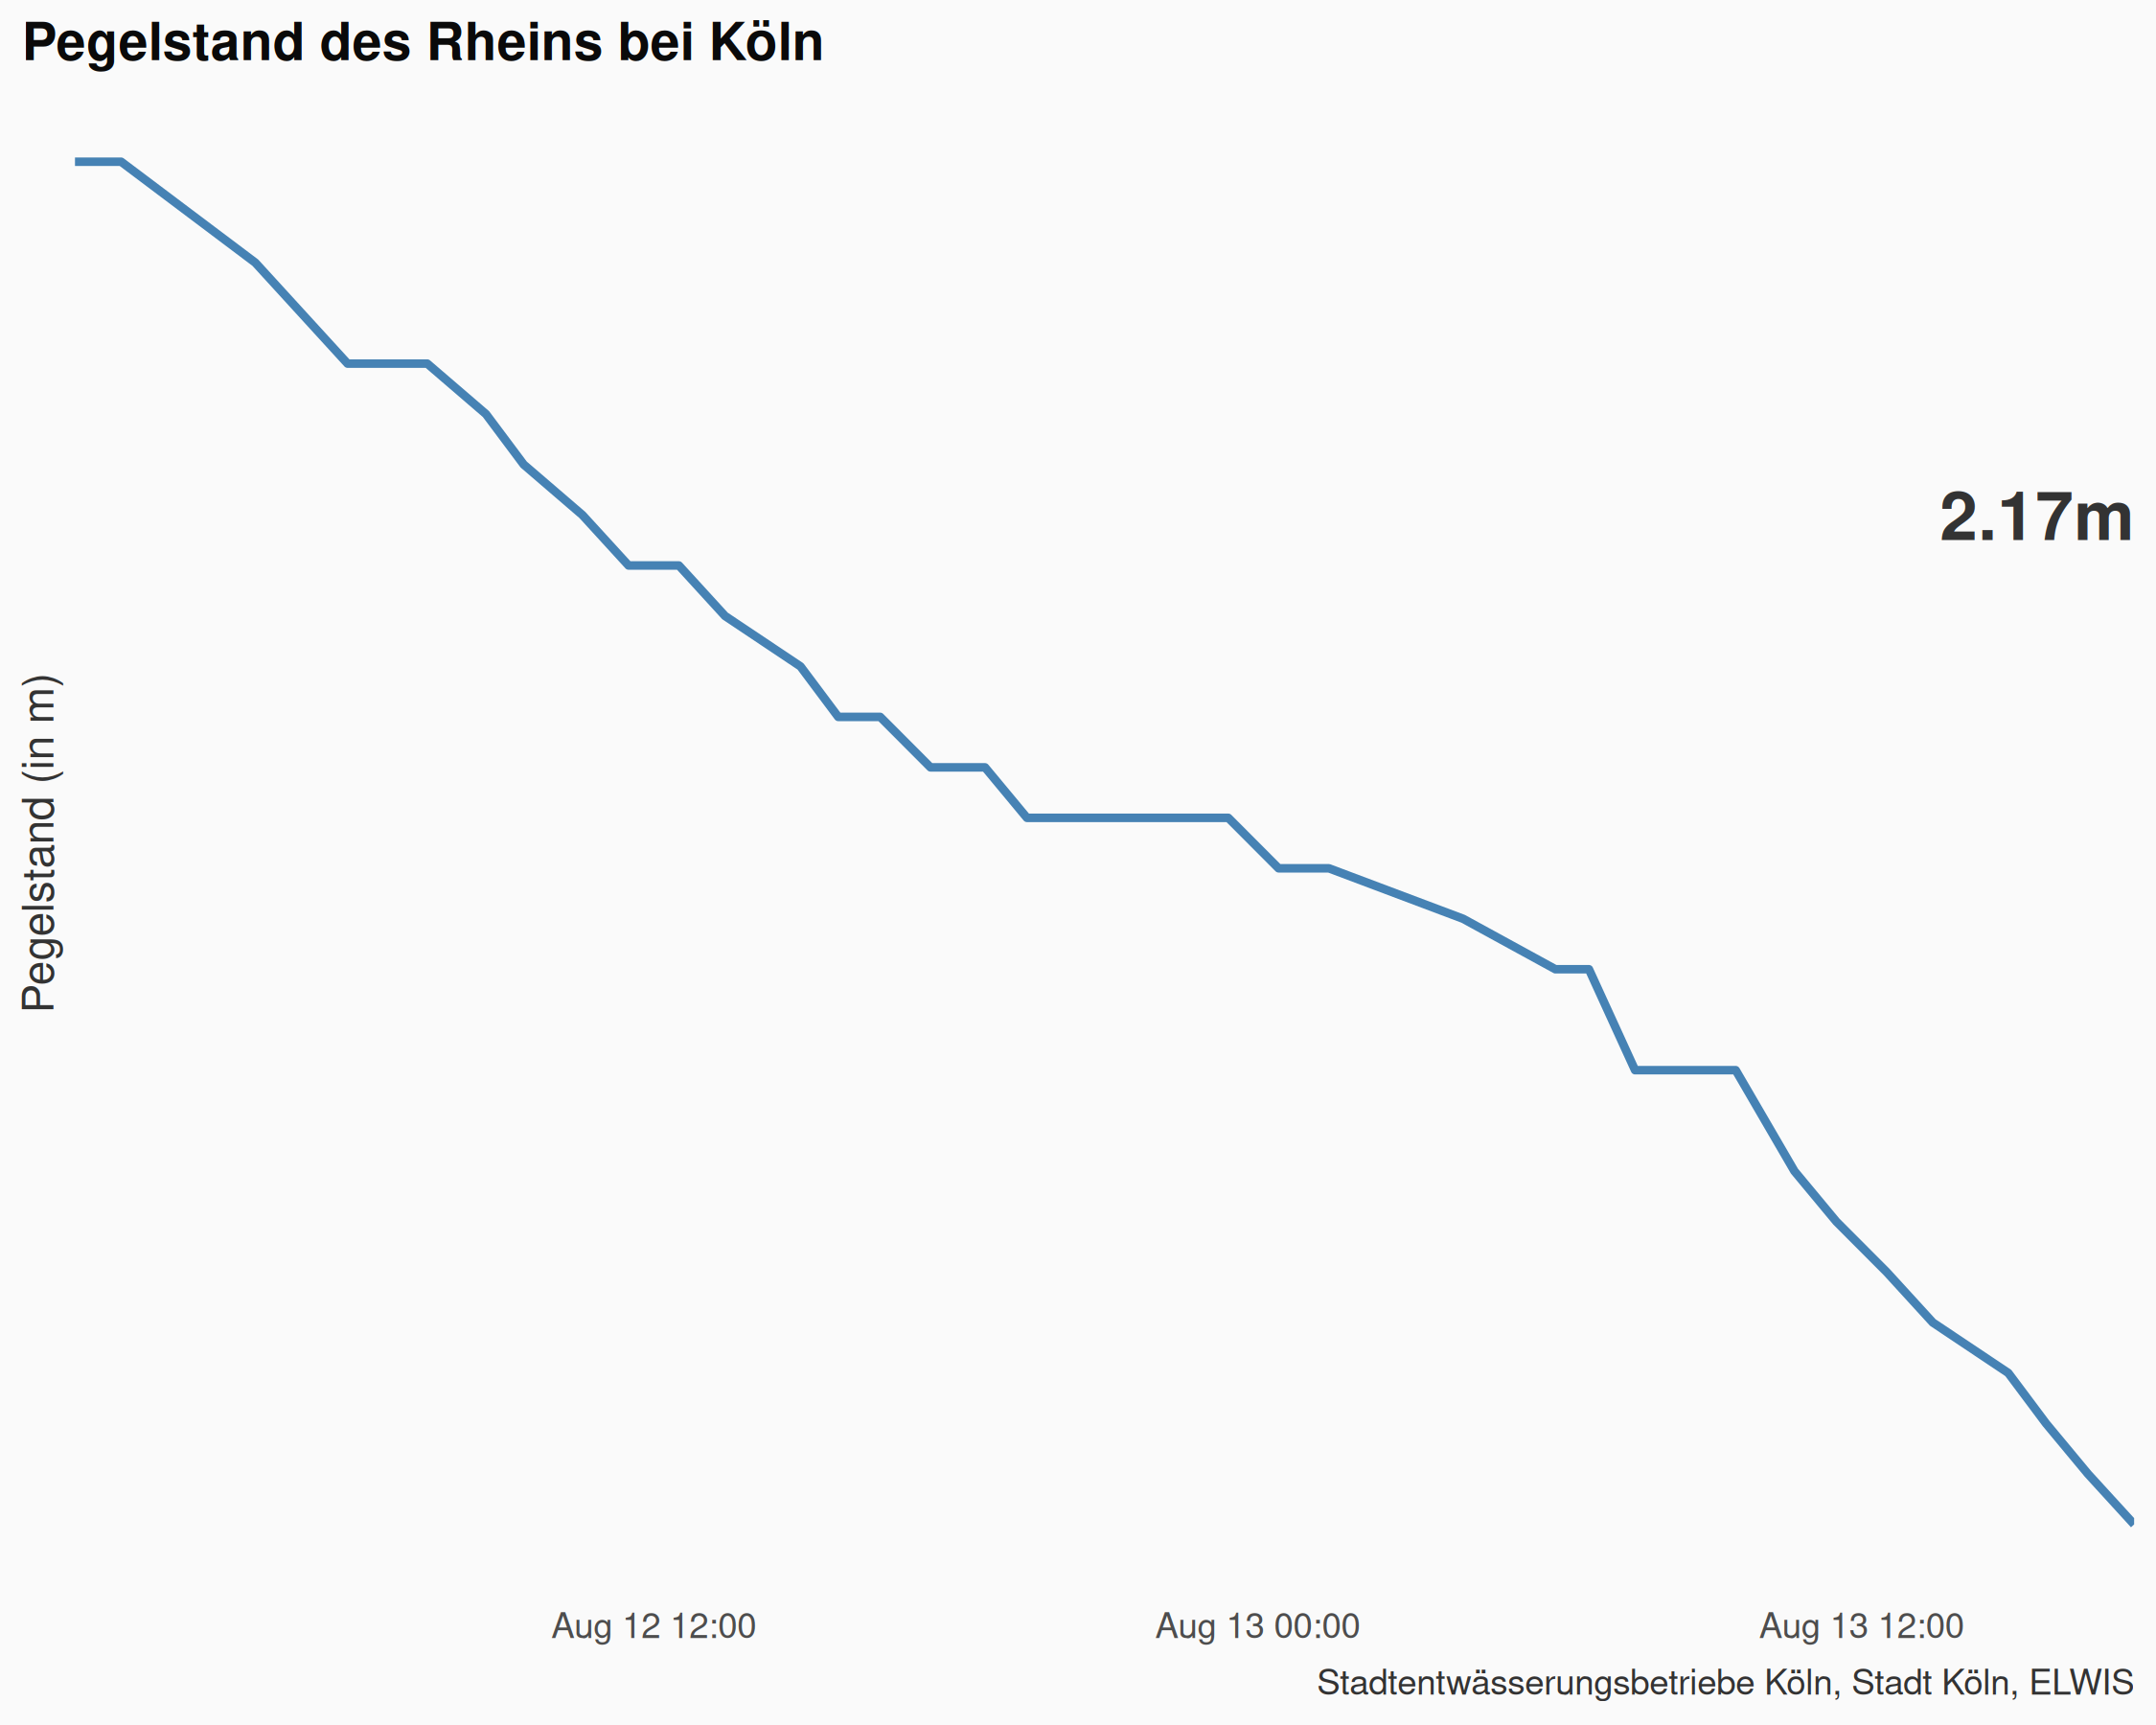 Pegelstand des Rheins bei Köln
2.17m
Pegelstand (in m)
Aug 12 12:00
Aug 13 00:00
Aug 13 12:00
Stadtentwässerungsbetriebe Köln, Stadt Köln, ELWIS